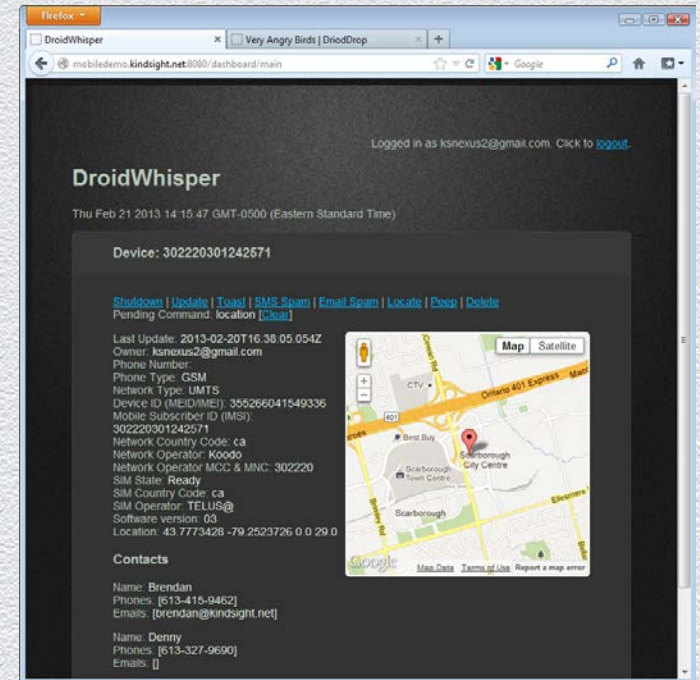 Firefox
DroidWhisper
Very Angry Birds | DriodDrop
mobiledemo.kindsight.net:8080/dashboard/main
Google
Logged in as ksnexus2@gmail.com. Click to logout.
DroidWhisper
Thu Feb 21 2013 14:15:47 GMT-0500 (Eastern Standard Time)
Device: 302220301242571
Shutdown | Update | Toast | SMS Spam | Email Spam | Locate | Peep | Delete
Pending Command: location [Clear]
Last Update: 2013-02-20T16:38:05.054Z
Owner: ksnexus2@gmail.com
Phone Number:
Phone Type: GSM
Network Type: UMTS
Device ID (MEID/IMEI): 355266041549336
Mobile Subscriber ID (IMSI):
302220301242571
Network Country Code: ca
Network Operator: Koodo
Network Operator MCC & MNC: 302220
SIM State: Ready
SIM Country Code: ca
SIM Operator: TELUS@
Software version: 03
Location: 43.7773428 -79.2523726 0.0 29.0
Map
Satellite
Cowan Rd
CTV
Ontario 401 Express
401
Best Buy
Scarborough
City Centre
Scarborough
Town Centre
Scarborough
Brimley Rd
Ellesmere
Google
Map Data
Terms of Use
Report a map error
Contacts
Name: Brendan
Phones: [613-415-9462]
Emails: [brendan@kindsight.net]
Name: Denny
Phones: [613-327-9690]
Emails: []